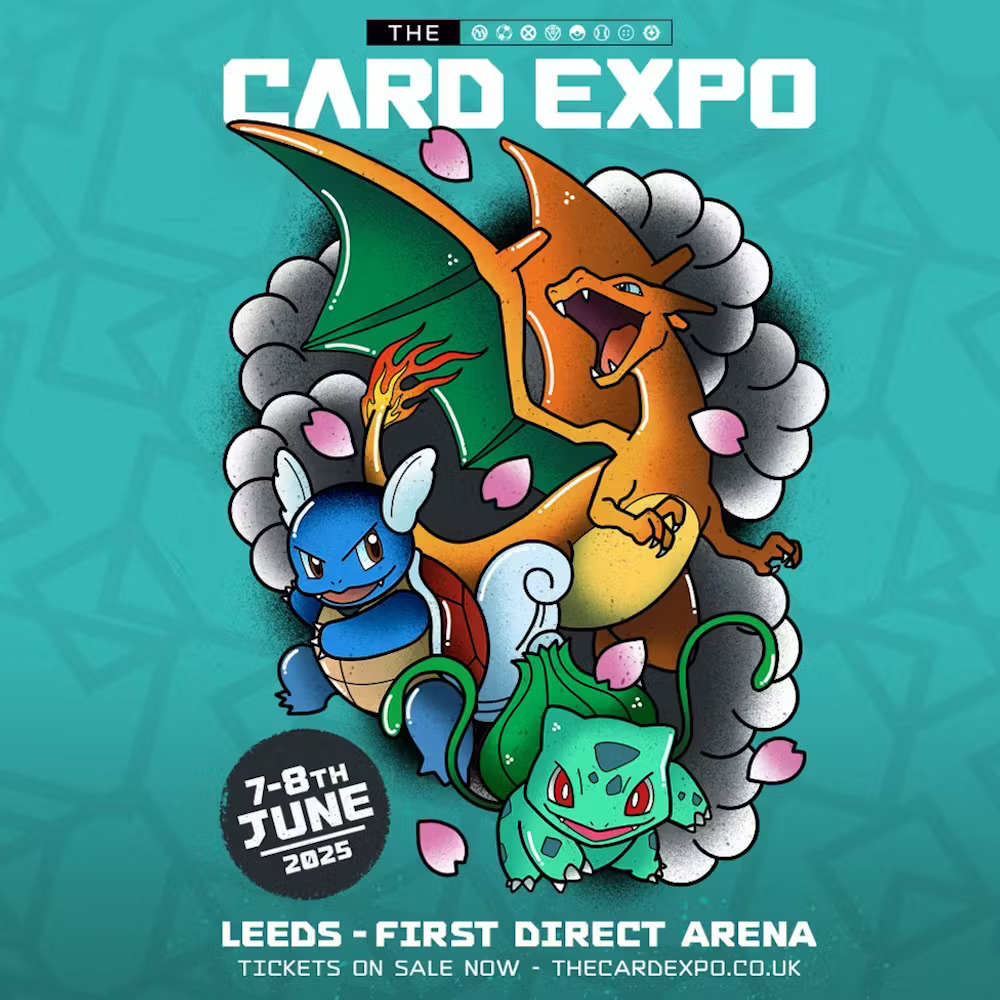 THE
CARD EXPO
7-8TH
JUNE
2025
LEEDS - FIRST DIRECT ARENA
TICKETS ON SALE NOW - THECARDEXPO.CO.UK